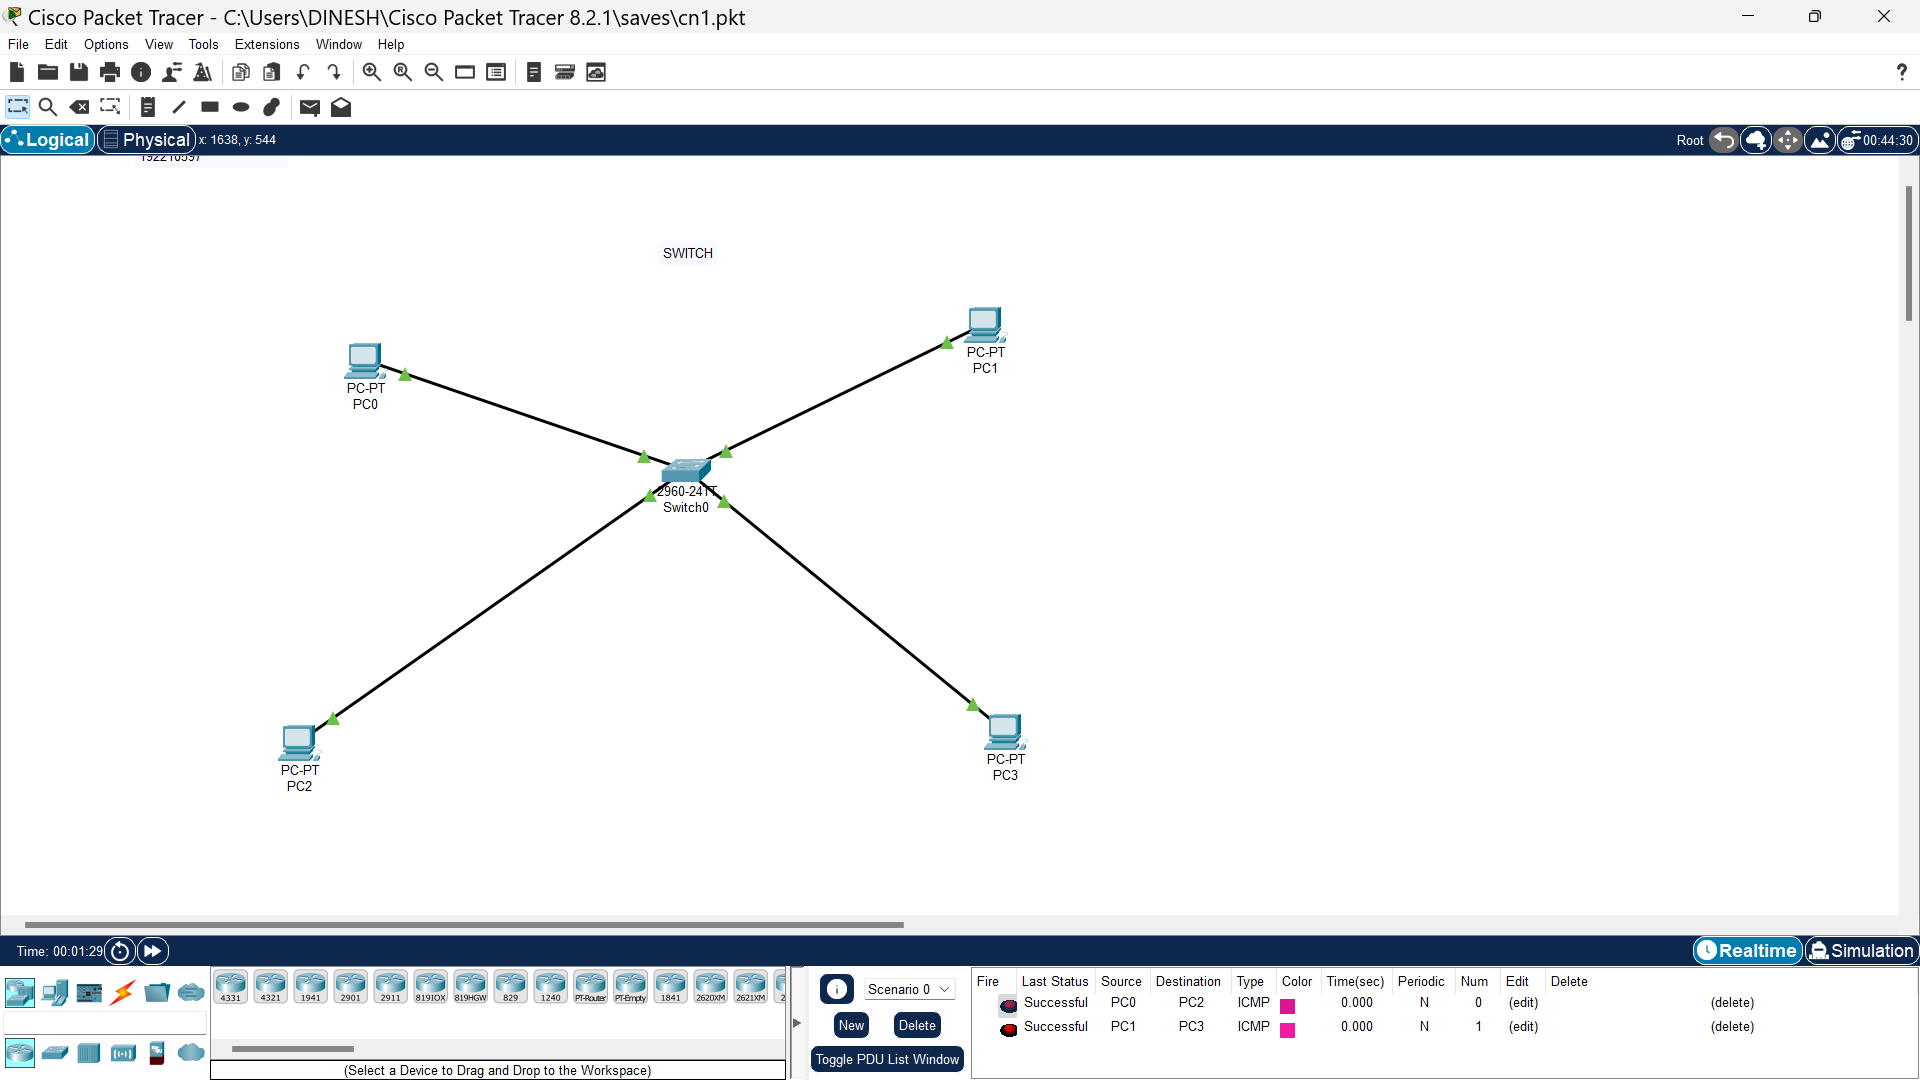 Cisco Packet Tracer - C:\Users\DINESH\Cisco Packet Tracer 8.2.1\saves\cn1.pkt
File Edit Options View Tools Extensions Window Help
?
Logical Physical x: 1638, y: 544 Root 00:44:30
192210597
SWITCH
PC-PT
PC1
PC-PT
PC0
2960-24TT
Switch0
PC-PT
PC3
PC-PT
PC2
Time: 00:01:29 Realtime Simulation
4331 4321 1941 2901 2911 819IOX 819HGW 829 1240 PT-Router PT-Empty 1841 2620XM 2621XM 2
(Select a Device to Drag and Drop to the Workspace)
Scenario 0
New Delete
Toggle PDU List Window
Fire Last Status Source Destination Type Color Time(sec) Periodic Num Edit Delete
Successful PC0 PC2 ICMP 0.000 N 0 (edit) (delete)
Successful PC1 PC3 ICMP 0.000 N 1 (edit) (delete)